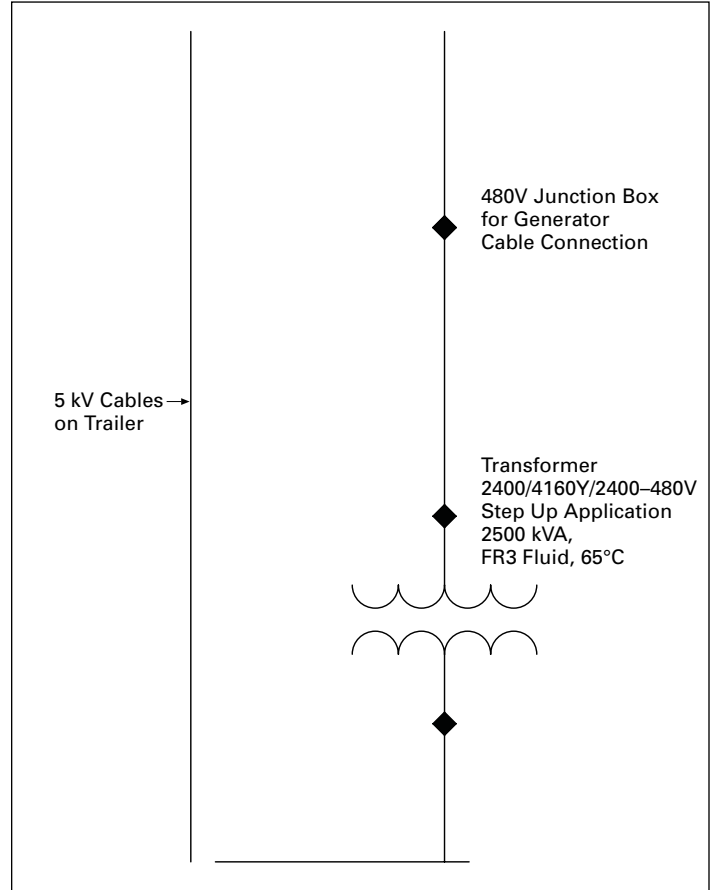 480V Junction Box
for Generator
Cable Connection
5 kV Cables
on Trailer
Transformer
2400/4160Y/2400–480V
Step Up Application
2500 kVA,
FR3 Fluid, 65°C